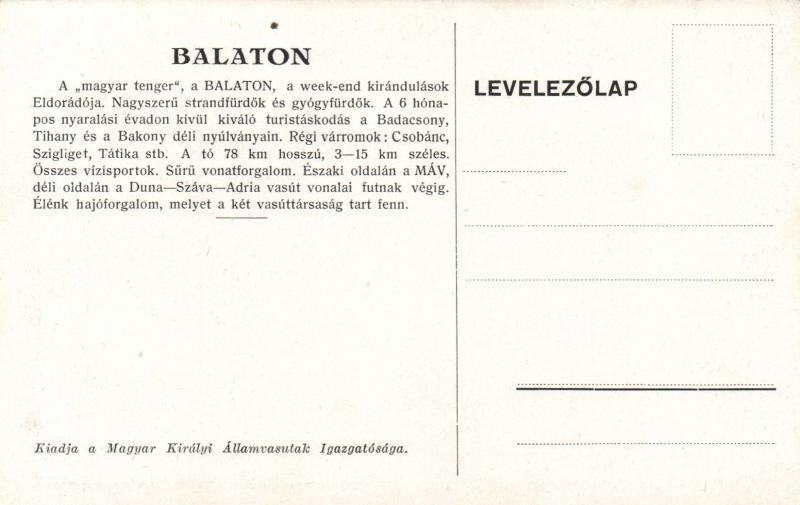 BALATON
A „magyar tenger“, a BALATON, a week-end kirándulások
Eldorádója. Nagyszerű strandfürdők és gyógyfürdők. A 6 hóna-
pos nyaralási évadon kívül kiváló turistáskodás a Badacsony,
Tihany és a Bakony déli nyúlványain. Régi várromok: Csobánc,
Szigliget, Tátika stb. A tó 78 km hosszú, 3—15 km széles.
Összes vízisportok. Sűrű vonatforgalom. Északi oldalán a MÁV,
déli oldalán a Duna—Száva—Adria vasút vonalai futnak végig.
Élénk hajóforgalom, melyet a két vasúttársaság tart fenn.
Kiadja a Magyar Királyi Államvasutak Igazgatósága.
LEVELEZŐLAP